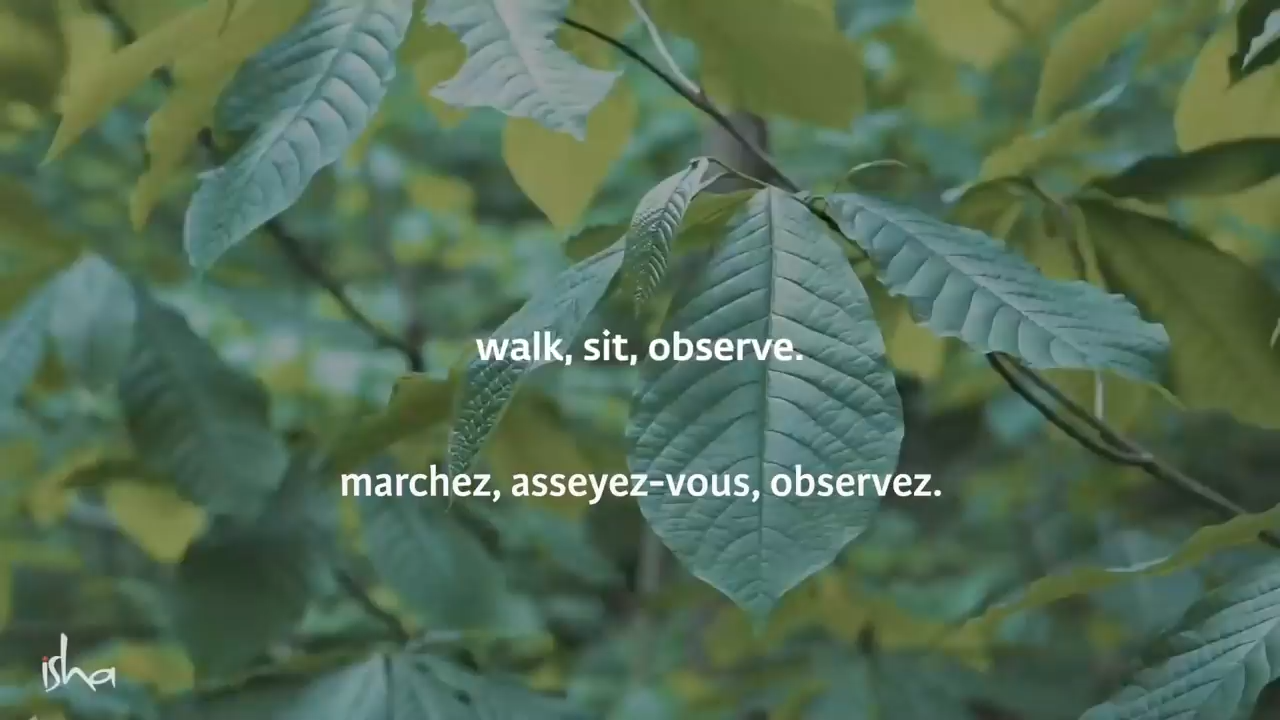 walk, sit, observe.
marchez, asseyez-vous, observez.
isha